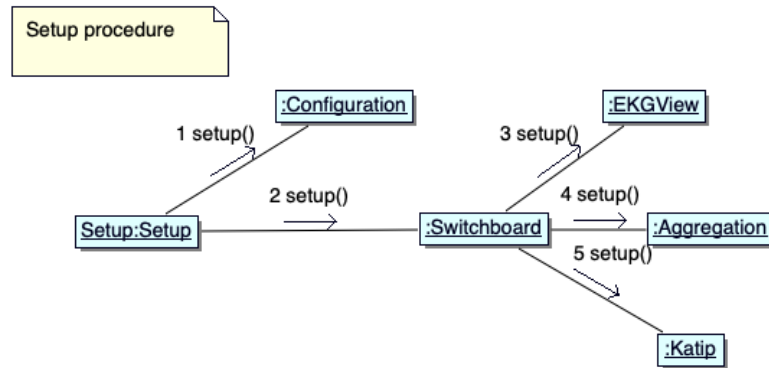 Setup procedure
:Configuration
:EKGView
1 setup()
3 setup()
2 setup()
4 setup()
Setup:Setup
:Switchboard
:Aggregation
5 setup()
:Katip